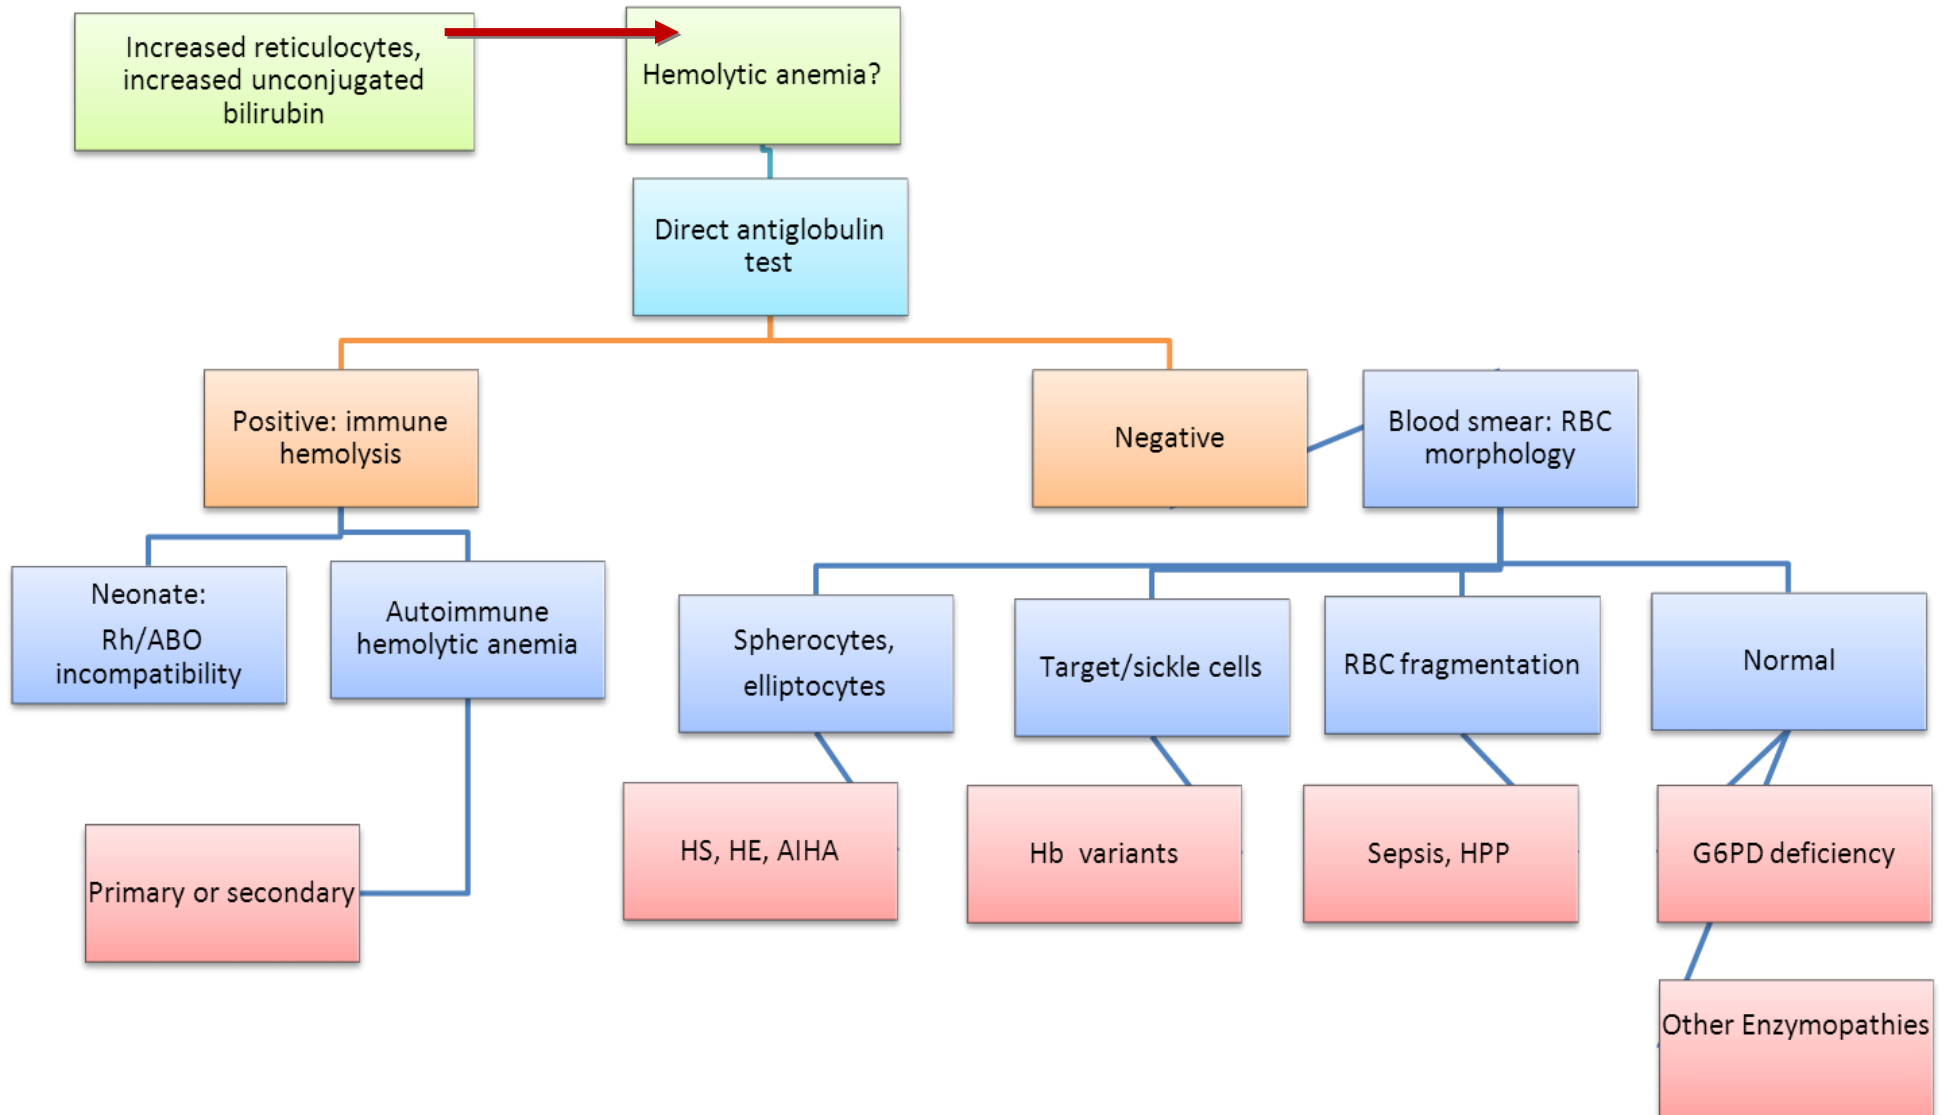 Increased reticulocytes,
increased unconjugated
bilirubin
Hemolytic anemia?
Direct antiglobulin
test
Positive: immune
hemolysis
Negative
Blood smear: RBC
morphology
Neonate:
Rh/ABO
incompatibility
Autoimmune
hemolytic anemia
Spherocytes,
elliptocytes
Target/sickle cells
RBC fragmentation
Normal
Primary or secondary
HS, HE, AIHA
Hb variants
Sepsis, HPP
G6PD deficiency
Other Enzymopathies